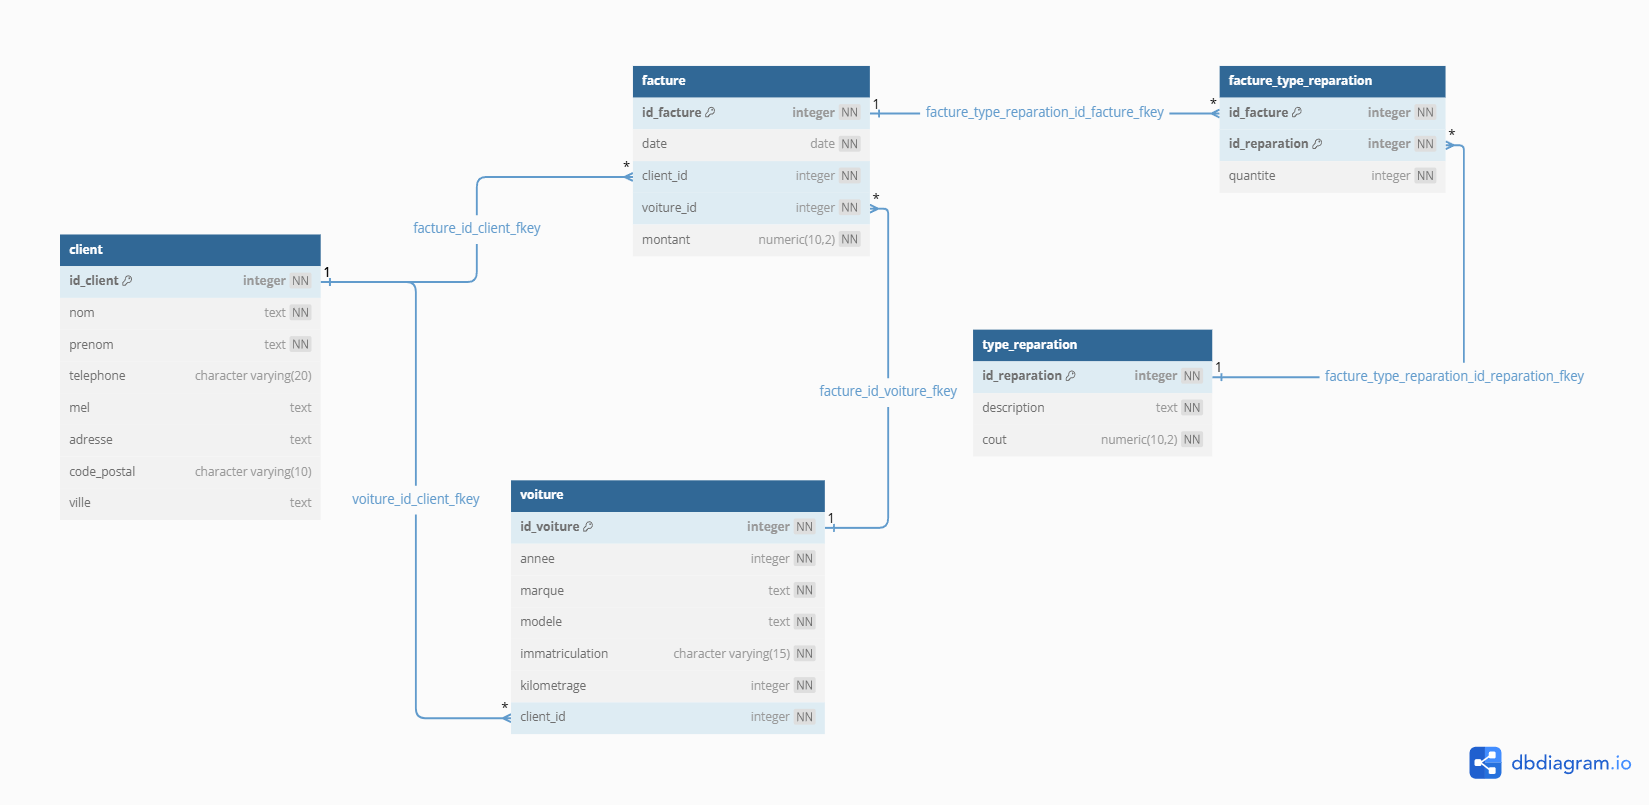 facture
id_facture integer NN
date date NN
client_id integer NN
voiture_id integer NN
montant numeric(10,2) NN
1
*
*
facture_type_reparation_id_facture_fkey
*
facture_type_reparation
id_facture integer NN
id_reparation integer NN
quantite integer NN
*
facture_id_client_fkey
client
id_client integer NN
nom text NN
prenom text NN
telephone character varying(20)
mel text
adresse text
code_postal character varying(10)
ville text
1
type_reparation
id_reparation integer NN
description text NN
cout numeric(10,2) NN
1
facture_type_reparation_id_reparation_fkey
facture_id_voiture_fkey
voiture_id_client_fkey
voiture
id_voiture integer NN
annee integer NN
marque text NN
modele text NN
immatriculation character varying(15) NN
kilometrage integer NN
client_id integer NN
1
*
dbdiagram.io